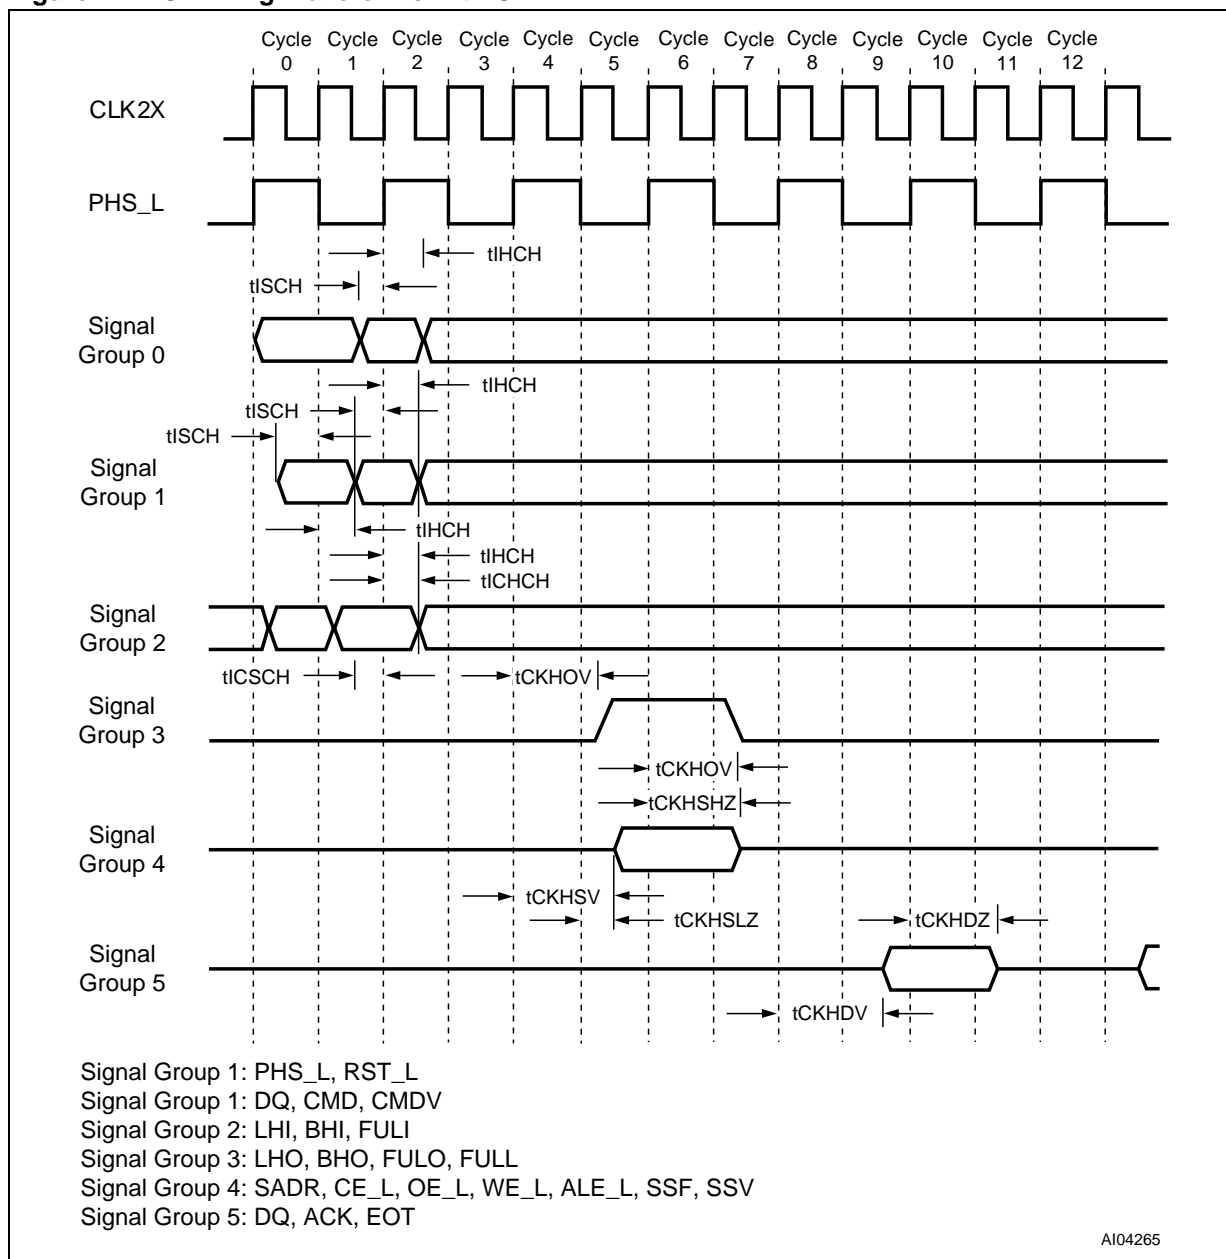 Cycle Cycle Cycle Cycle Cycle Cycle Cycle Cycle Cycle Cycle Cycle Cycle Cycle
0 1 2 3 4 5 6 7 8 9 10 11 12
CLK2X
PHS_L
tIHCH
tISCH
Signal
Group 0
tIHCH
tISCH
tISCH
Signal
Group 1
tIHCH
tIHCH
tICHCH
Signal
Group 2
tICSCH
tCKHOV
Signal
Group 3
tCKHOV
tCKHSHZ
Signal
Group 4
tCKHSV
tCKHSLZ
tCKHDZ
Signal
Group 5
tCKHDV
Signal Group 1: PHS_L, RST_L
Signal Group 1: DQ, CMD, CMDV
Signal Group 2: LHI, BHI, FULI
Signal Group 3: LHO, BHO, FULO, FULL
Signal Group 4: SADR, CE_L, OE_L, WE_L, ALE_L, SSF, SSV
Signal Group 5: DQ, ACK, EOT
AI04265